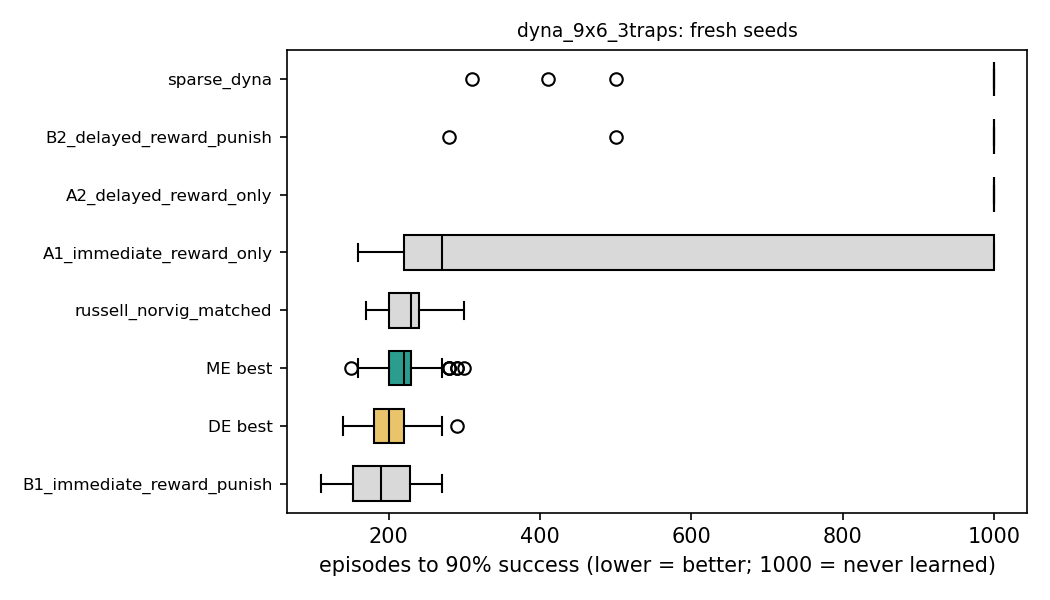 dyna_9x6_3traps: fresh seeds
sparse_dyna
B2_delayed_reward_punish
A2_delayed_reward_only
A1_immediate_reward_only
russell_norvig_matched
ME best
DE best
B1_immediate_reward_punish
200 400 600 800 1000
episodes to 90% success (lower = better; 1000 = never learned)